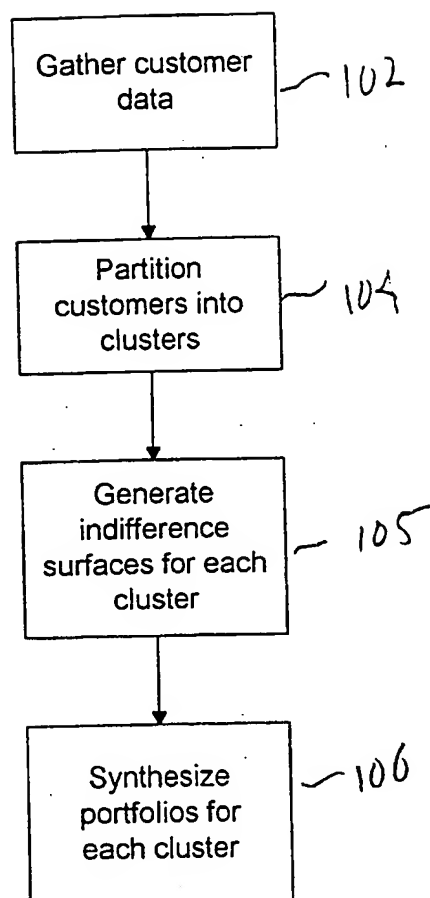 Gather customer
data
102
Partition
customers into
clusters
104
Generate
indifference
surfaces for each
cluster
105
Synthesize
portfolios for
each cluster
106